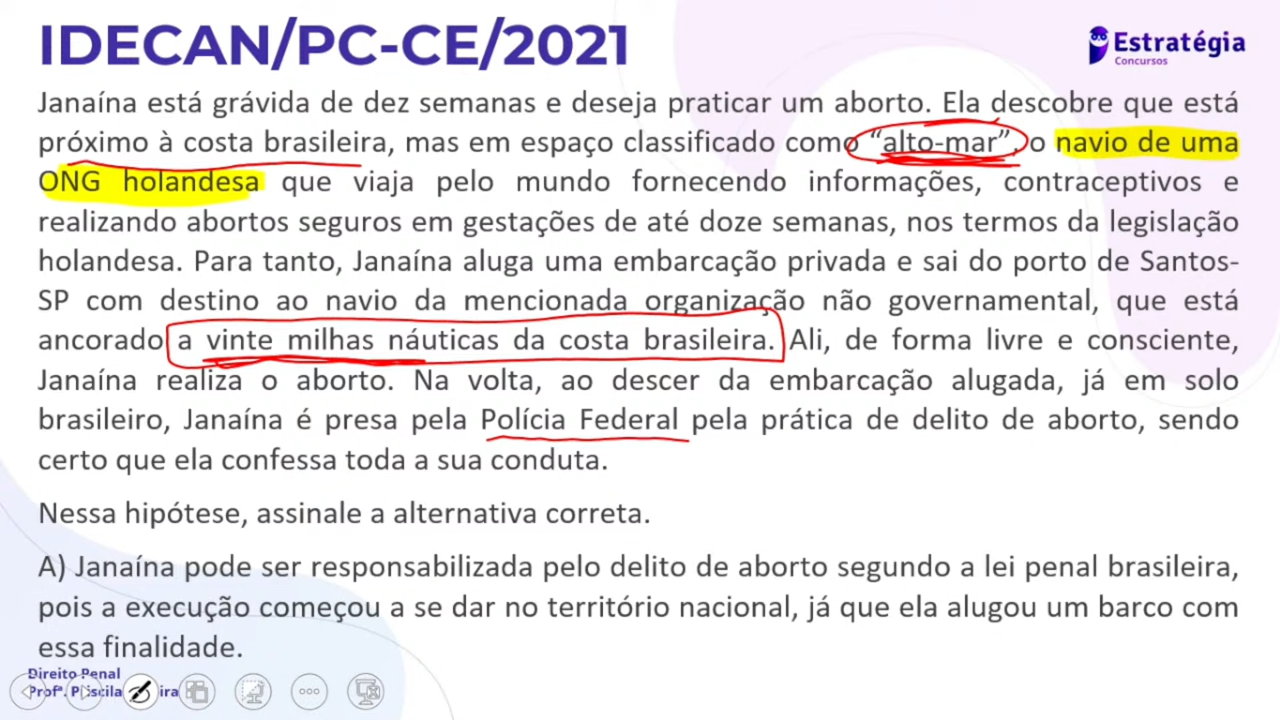 IDECAN/PC-CE/2021
Estratégia
Concursos
Janaína está grávida de dez semanas e deseja praticar um aborto. Ela descobre que está
próximo à costa brasileira, mas em espaço classificado como “alto-mar”, o navio de uma
ONG holandesa que viaja pelo mundo fornecendo informações, contraceptivos e
realizando abortos seguros em gestações de até doze semanas, nos termos da legislação
holandesa. Para tanto, Janaína aluga uma embarcação privada e sai do porto de Santos-
SP com destino ao navio da mencionada organização não governamental, que está
ancorado a vinte milhas náuticas da costa brasileira. Ali, de forma livre e consciente,
Janaína realiza o aborto. Na volta, ao descer da embarcação alugada, já em solo
brasileiro, Janaína é presa pela Polícia Federal pela prática de delito de aborto, sendo
certo que ela confessa toda a sua conduta.
Nessa hipótese, assinale a alternativa correta.
A) Janaína pode ser responsabilizada pelo delito de aborto segundo a lei penal brasileira,
pois a execução começou a se dar no território nacional, já que ela alugou um barco com
essa finalidade.
Direito Penal
Profª.